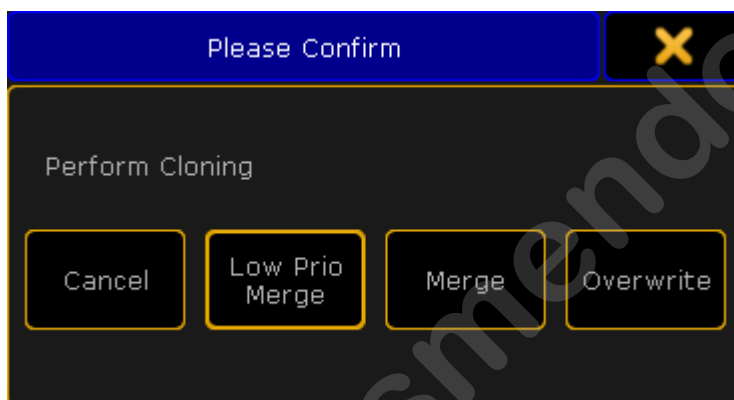 Please Confirm
Perform Cloning
Cancel
Low Prio
Merge
Merge
Overwrite